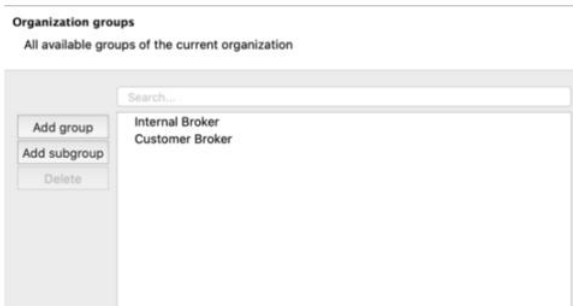 Organization groups
All available groups of the current organization
Search...
Add group
Add subgroup
Delete
Internal Broker
Customer Broker